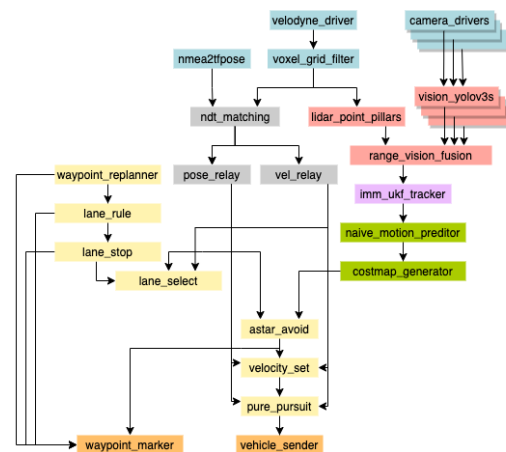 velodyne_driver
camera_drivers
nmea2tfpose
voxel_grid_filter
vision_yolov3s
ndt_matching
lidar_point_pillars
range_vision_fusion
waypoint_replanner
pose_relay
vel_relay
imm_ukf_tracker
lane_rule
naive_motion_preditor
lane_stop
lane_select
costmap_generator
astar_avoid
velocity_set
pure_pursuit
waypoint_marker
vehicle_sender